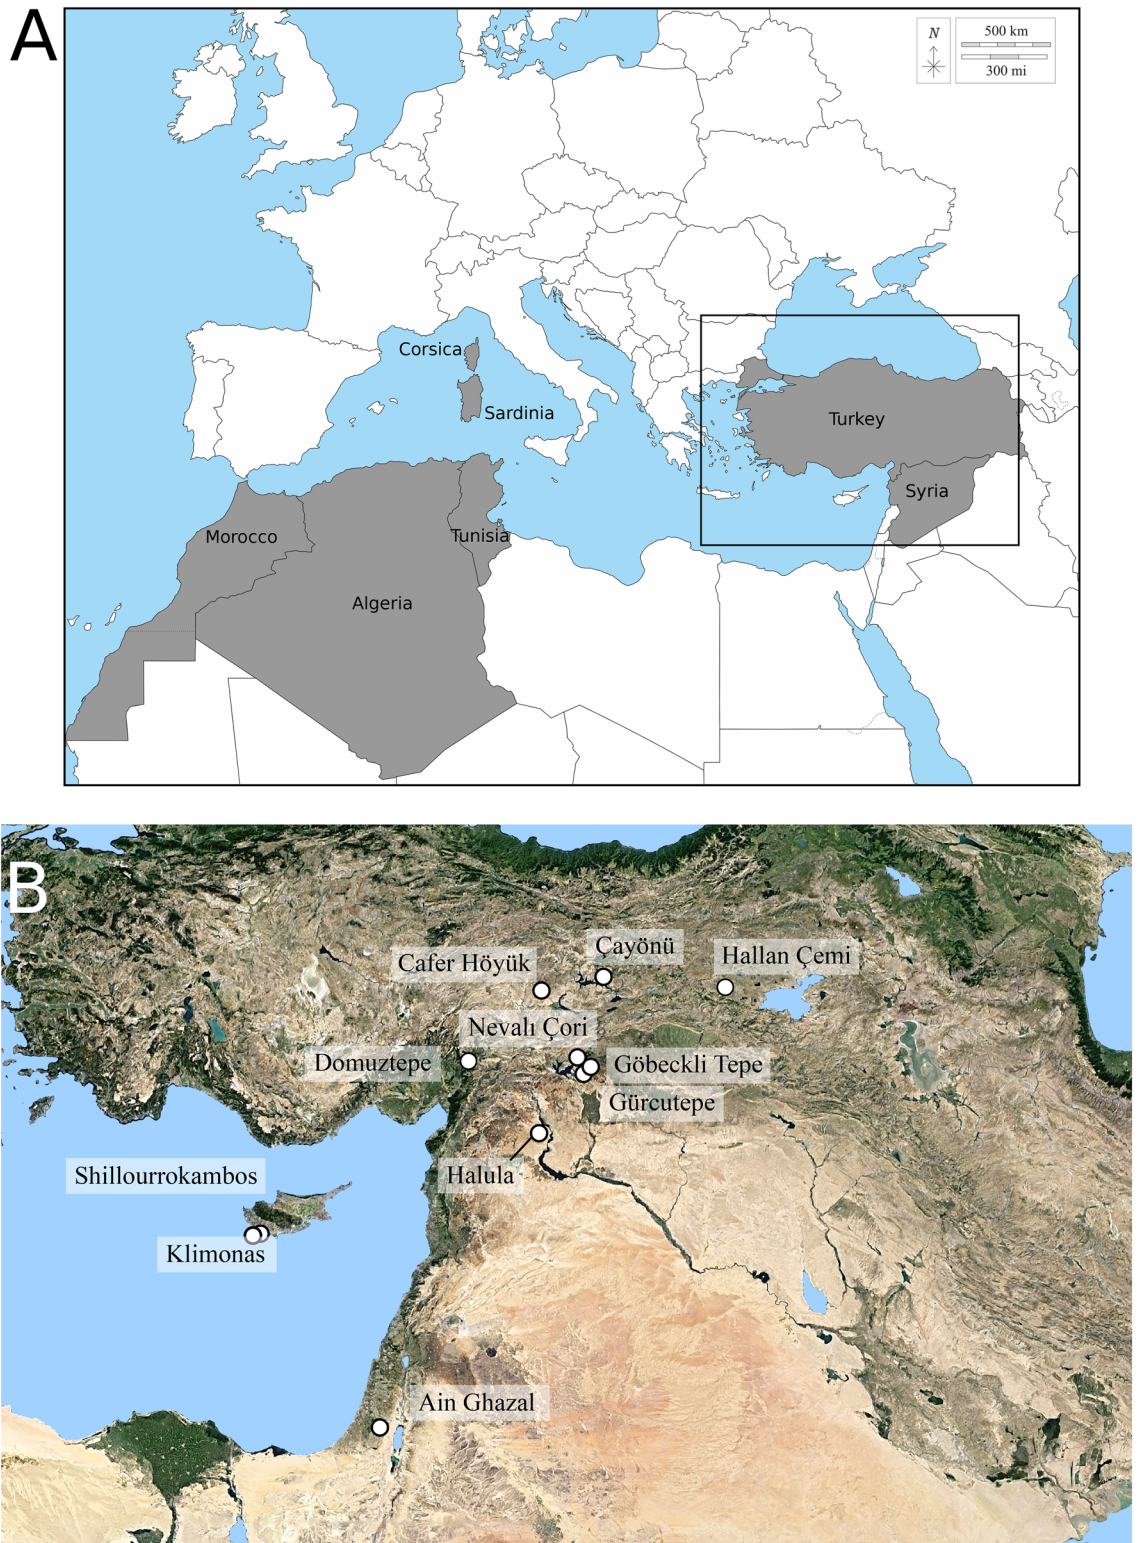 A
N
500 km
300 mi
Corsica
Sardinia
Turkey
Syria
Morocco
Tunisia
Algeria
B
Çayönü
Cafer Höyük
Hallan Çemi
Nevalı Çori
Domuztepe
Göbeckli Tepe
Gürcutepe
Halula
Shillourrokambos
Klimonas
Ain Ghazal